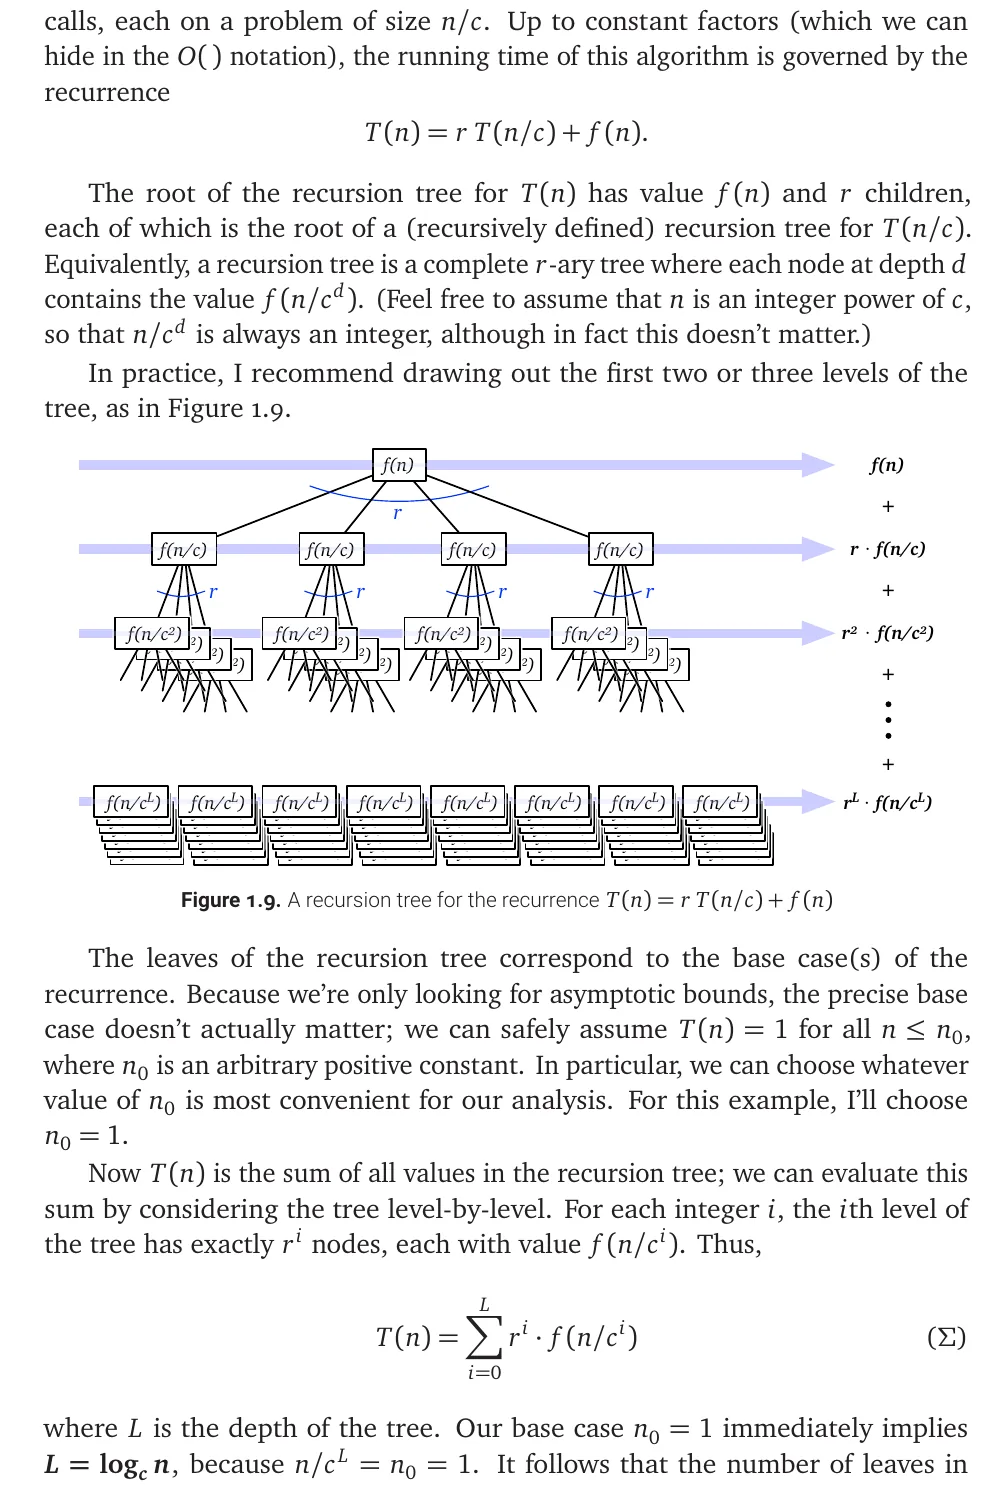 calls, each on a problem of size n/c. Up to constant factors (which we can
hide in the O( ) notation), the running time of this algorithm is governed by the
recurrence
T(n) = r T(n/c) + f(n).
The root of the recursion tree for T(n) has value f(n) and r children,
each of which is the root of a (recursively defined) recursion tree for T(n/c).
Equivalently, a recursion tree is a complete r-ary tree where each node at depth d
contains the value f(n/c^d). (Feel free to assume that n is an integer power of c,
so that n/c^d is always an integer, although in fact this doesn’t matter.)
In practice, I recommend drawing out the first two or three levels of the
tree, as in Figure 1.9.
f(n) f(n)
r
+
f(n/c) f(n/c) f(n/c) f(n/c) r · f(n/c)
r r r r +
f(n/c²) f(n/c²) f(n/c²) f(n/c²) r² · f(n/c²)
²) ²) ²) ²)
²) ²) ²) ²)
²) ²) ²) ²)
+
+
f(n/c^L) f(n/c^L) f(n/c^L) f(n/c^L) f(n/c^L) f(n/c^L) f(n/c^L) f(n/c^L) r^L · f(n/c^L)
Figure 1.9. A recursion tree for the recurrence T(n) = r T(n/c) + f(n)
The leaves of the recursion tree correspond to the base case(s) of the
recurrence. Because we’re only looking for asymptotic bounds, the precise base
case doesn’t actually matter; we can safely assume T(n) = 1 for all n ≤ n₀,
where n₀ is an arbitrary positive constant. In particular, we can choose whatever
value of n₀ is most convenient for our analysis. For this example, I’ll choose
n₀ = 1.
Now T(n) is the sum of all values in the recursion tree; we can evaluate this
sum by considering the tree level-by-level. For each integer i, the ith level of
the tree has exactly r^i nodes, each with value f(n/c^i). Thus,
T(n) = ∑_{i=0}^{L} r^i · f(n/c^i) (Σ)
where L is the depth of the tree. Our base case n₀ = 1 immediately implies
L = log_c n, because n/c^L = n₀ = 1. It follows that the number of leaves in